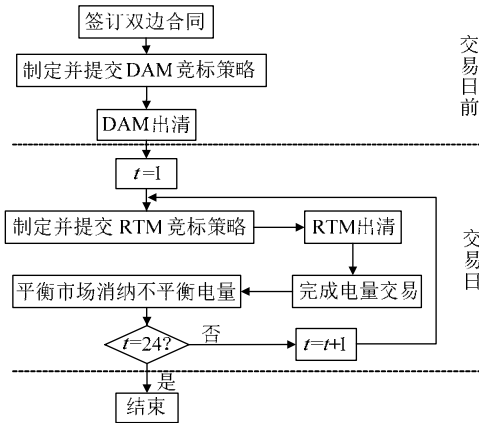 签订双边合同
制定并提交DAM竞标策略
DAM出清
交易日前
t=1
制定并提交 RTM 竞标策略
RTM出清
平衡市场消纳不平衡电量
完成电量交易
交易日
t=24?
否
t=t+1
是
结束